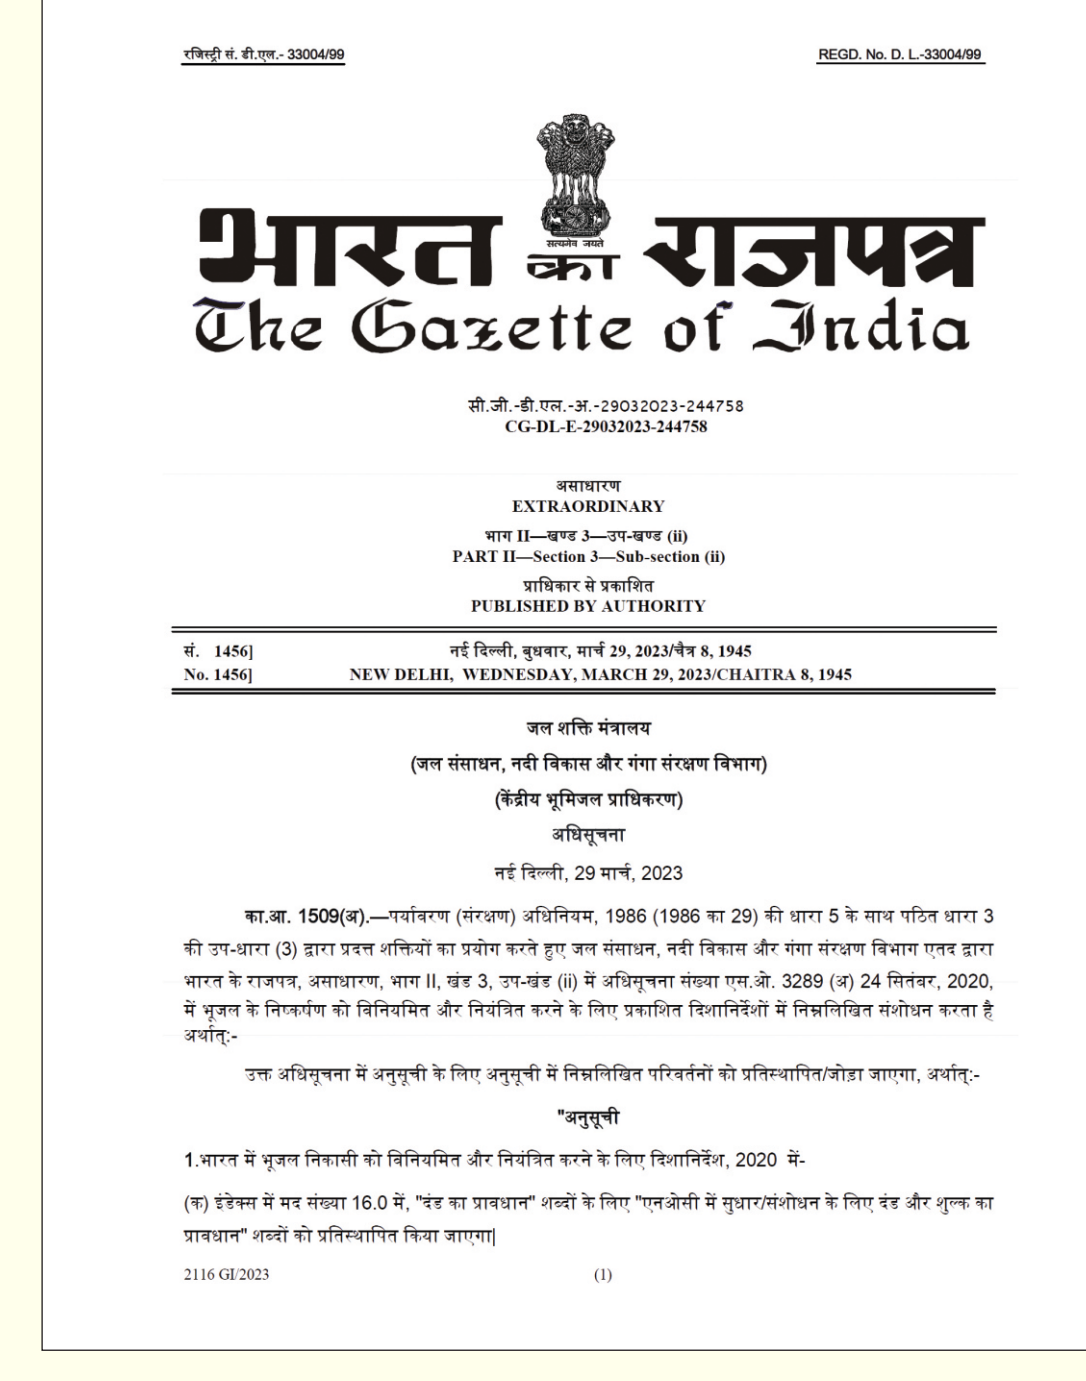 रजिस्ट्री सं. डी.एल.- 33004/99
REGD. No. D. L.-33004/99
सत्यमेव जयते
भारत का राजपत्र
The Gazette of India
सी.जी.-डी.एल.-अ.-29032023-244758
CG-DL-E-29032023-244758
असाधारण
EXTRAORDINARY
भाग II—खण्ड 3—उप-खण्ड (ii)
PART II—Section 3—Sub-section (ii)
प्राधिकार से प्रकाशित
PUBLISHED BY AUTHORITY
सं. 1456] नई दिल्ली, बुधवार, मार्च 29, 2023/चैत्र 8, 1945
No. 1456] NEW DELHI, WEDNESDAY, MARCH 29, 2023/CHAITRA 8, 1945
जल शक्ति मंत्रालय
(जल संसाधन, नदी विकास और गंगा संरक्षण विभाग)
(केंद्रीय भूमिजल प्राधिकरण)
अधिसूचना
नई दिल्ली, 29 मार्च, 2023
का.आ. 1509(अ).—पर्यावरण (संरक्षण) अधिनियम, 1986 (1986 का 29) की धारा 5 के साथ पठित धारा 3
की उप-धारा (3) द्वारा प्रदत्त शक्तियों का प्रयोग करते हुए जल संसाधन, नदी विकास और गंगा संरक्षण विभाग एतद द्वारा
भारत के राजपत्र, असाधारण, भाग II, खंड 3, उप-खंड (ii) में अधिसूचना संख्या एस.ओ. 3289 (अ) 24 सितंबर, 2020,
में भूजल के निष्कर्षण को विनियमित और नियंत्रित करने के लिए प्रकाशित दिशानिर्देशों में निम्नलिखित संशोधन करता है
अर्थात्:-
उक्त अधिसूचना में अनुसूची के लिए अनुसूची में निम्नलिखित परिवर्तनों को प्रतिस्थापित/जोड़ा जाएगा, अर्थात्:-
"अनुसूची
1.भारत में भूजल निकासी को विनियमित और नियंत्रित करने के लिए दिशानिर्देश, 2020 में-
(क) इंडेक्स में मद संख्या 16.0 में, "दंड का प्रावधान" शब्दों के लिए "एनओसी में सुधार/संशोधन के लिए दंड और शुल्क का
प्रावधान" शब्दों को प्रतिस्थापित किया जाएगा|
2116 GI/2023 (1)